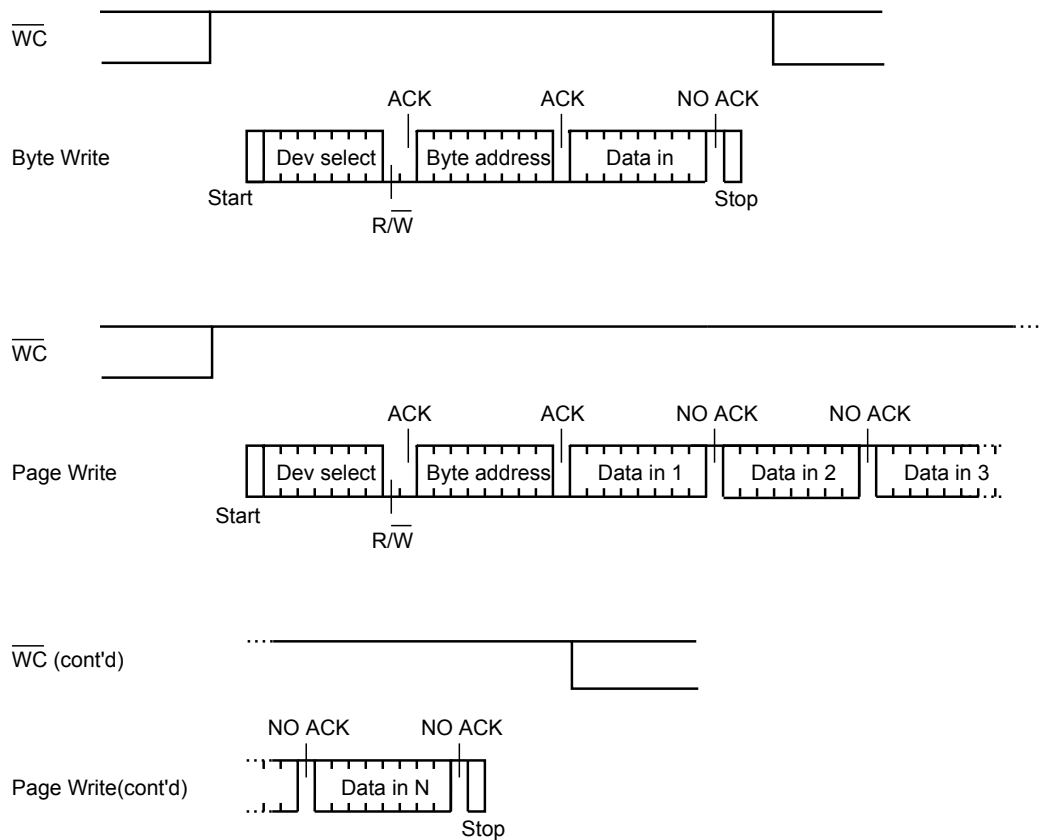 WC
ACK ACK NO ACK
Byte Write Dev select Byte address Data in
Start Stop
R/W
WC
ACK ACK NO ACK NO ACK
Page Write Dev select Byte address Data in 1 Data in 2 Data in 3
Start
R/W
WC (cont'd)
NO ACK NO ACK
Page Write(cont'd) Data in N
Stop